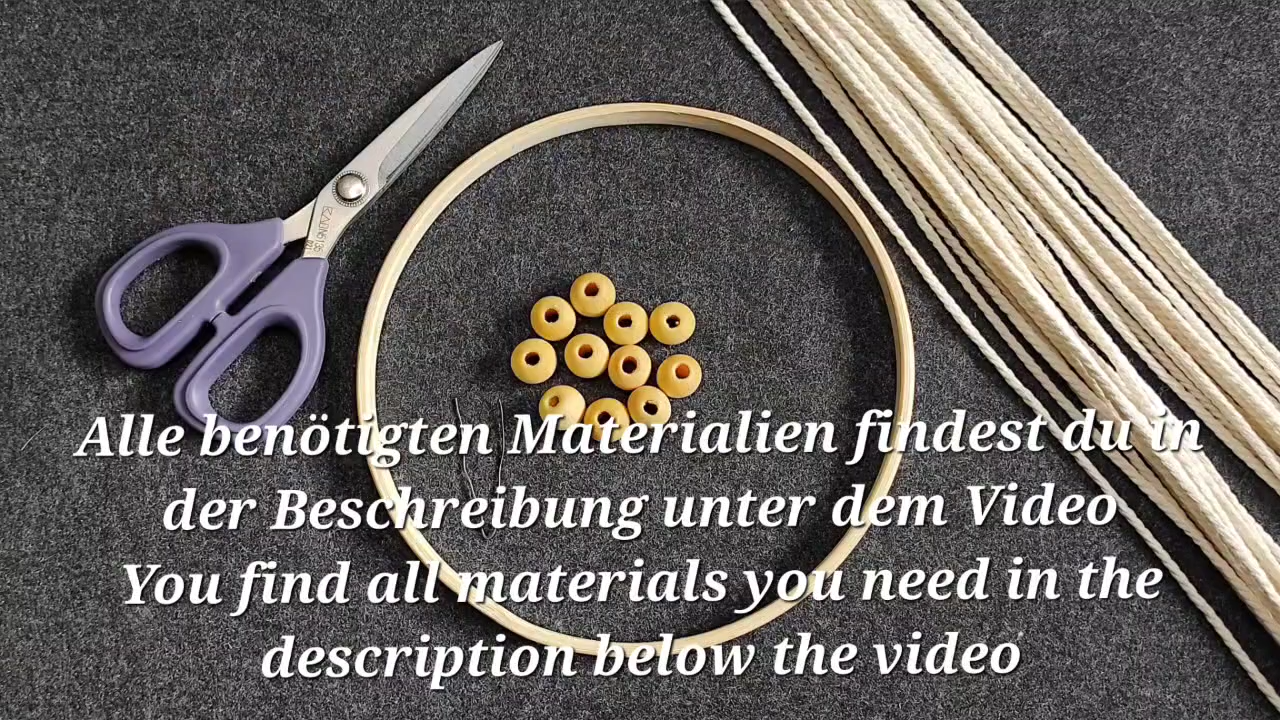 Alle benötigten Materialien findest du in
der Beschreibung unter dem Video
You find all materials you need in the
description below the video